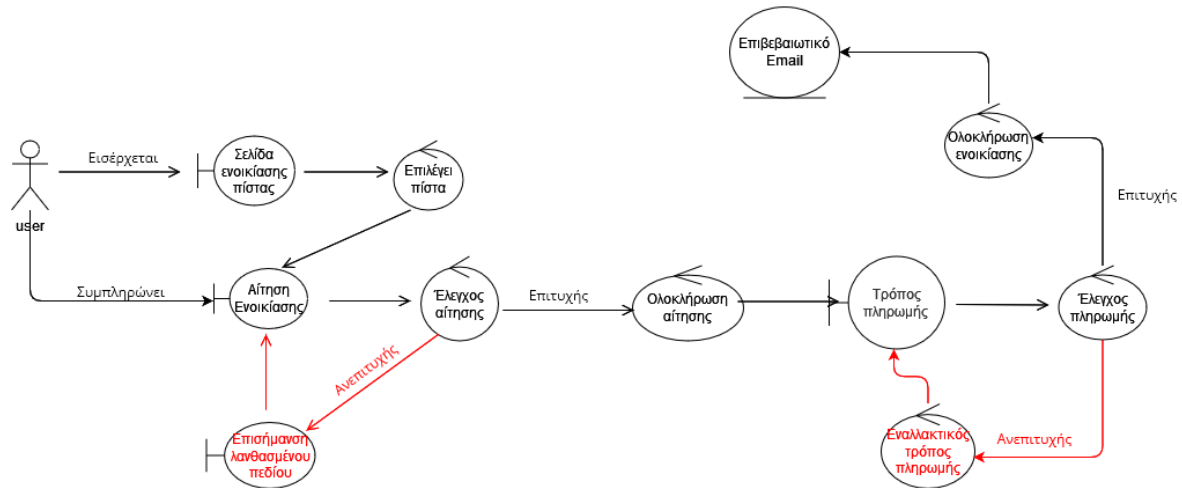 Επιβεβαιωτικό
Email
Ολοκλήρωση
ενοικίασης
Εισέρχεται
Σελίδα
ενοικίασης
πίστας
Επιλέγει
πίστα
user
Επιτυχής
Συμπληρώνει
Αίτηση
Ενοικίασης
Έλεγχος
αίτησης
Επιτυχής
Ολοκλήρωση
αίτησης
Τρόπος
πληρωμής
Έλεγχος
πληρωμής
Ανεπιτυχής
Επισήμανση
λανθασμένου
πεδίου
Εναλλακτικός
τρόπος
πληρωμής
Ανεπιτυχής